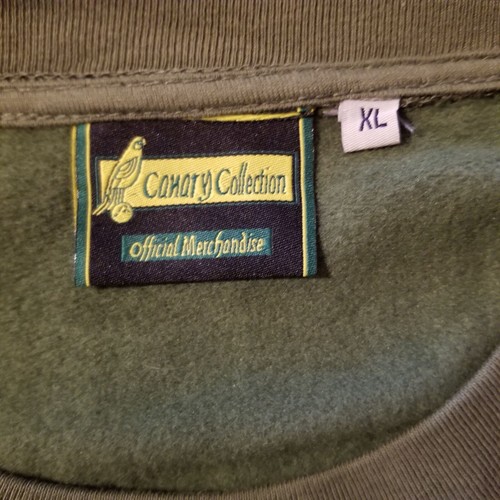 XL
Canary Collection
Official Merchandise